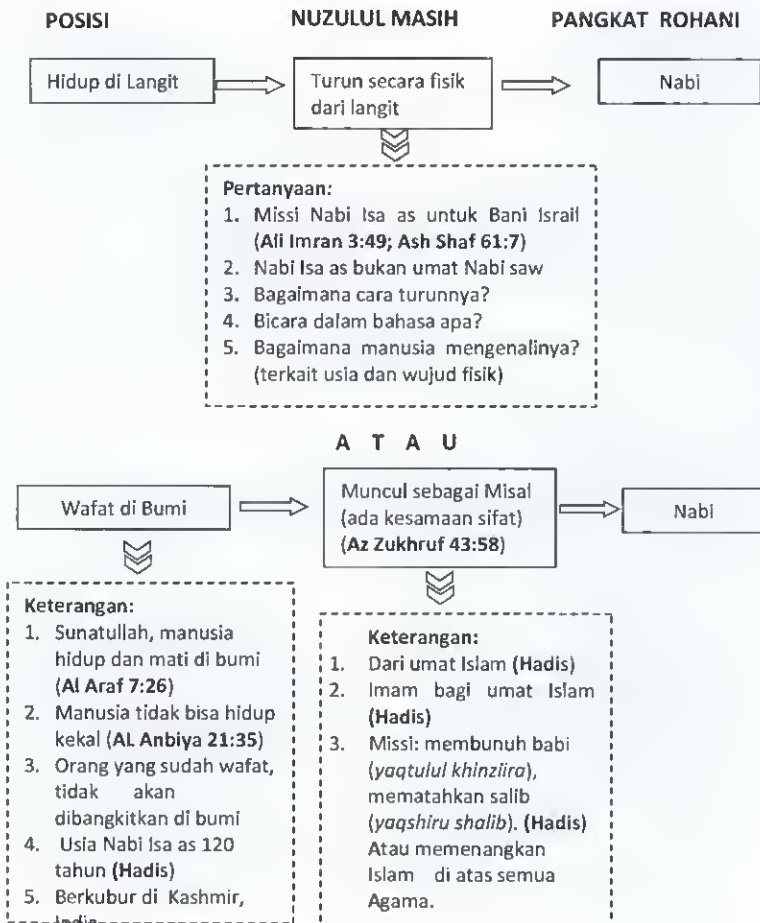 POSISI NUZULUL MASIH PANGKAT ROHANI
Hidup di Langit
Turun secara fisik
dari langit
Nabi
Pertanyaan:
1. Missi Nabi Isa as untuk Bani Israil
(Ali Imran 3:49; Ash Shaf 61:7)
2. Nabi Isa as bukan umat Nabi saw
3. Bagaimana cara turunnya?
4. Bicara dalam bahasa apa?
5. Bagaimana manusia mengenalinya?
(terkait usia dan wujud fisik)
A T A U
Wafat di Bumi
Muncul sebagai Misal
(ada kesamaan sifat)
(Az Zukhruf 43:58)
Nabi
Keterangan:
1. Sunatullah, manusia
hidup dan mati di bumi
(Al Araf 7:26)
2. Manusia tidak bisa hidup
kekal (AL Anbiya 21:35)
3. Orang yang sudah wafat,
tidak akan
dibangkitkan di bumi
4. Usia Nabi Isa as 120
tahun (Hadis)
5. Berkubur di Kashmir,
Keterangan:
1. Dari umat Islam (Hadis)
2. Imam bagi umat Islam
(Hadis)
3. Missi: membunuh babi
(yaqtulul khinziira),
mematahkan salib
(yaqshiru shalib). (Hadis)
Atau memenangkan
Islam di atas semua
Agama.